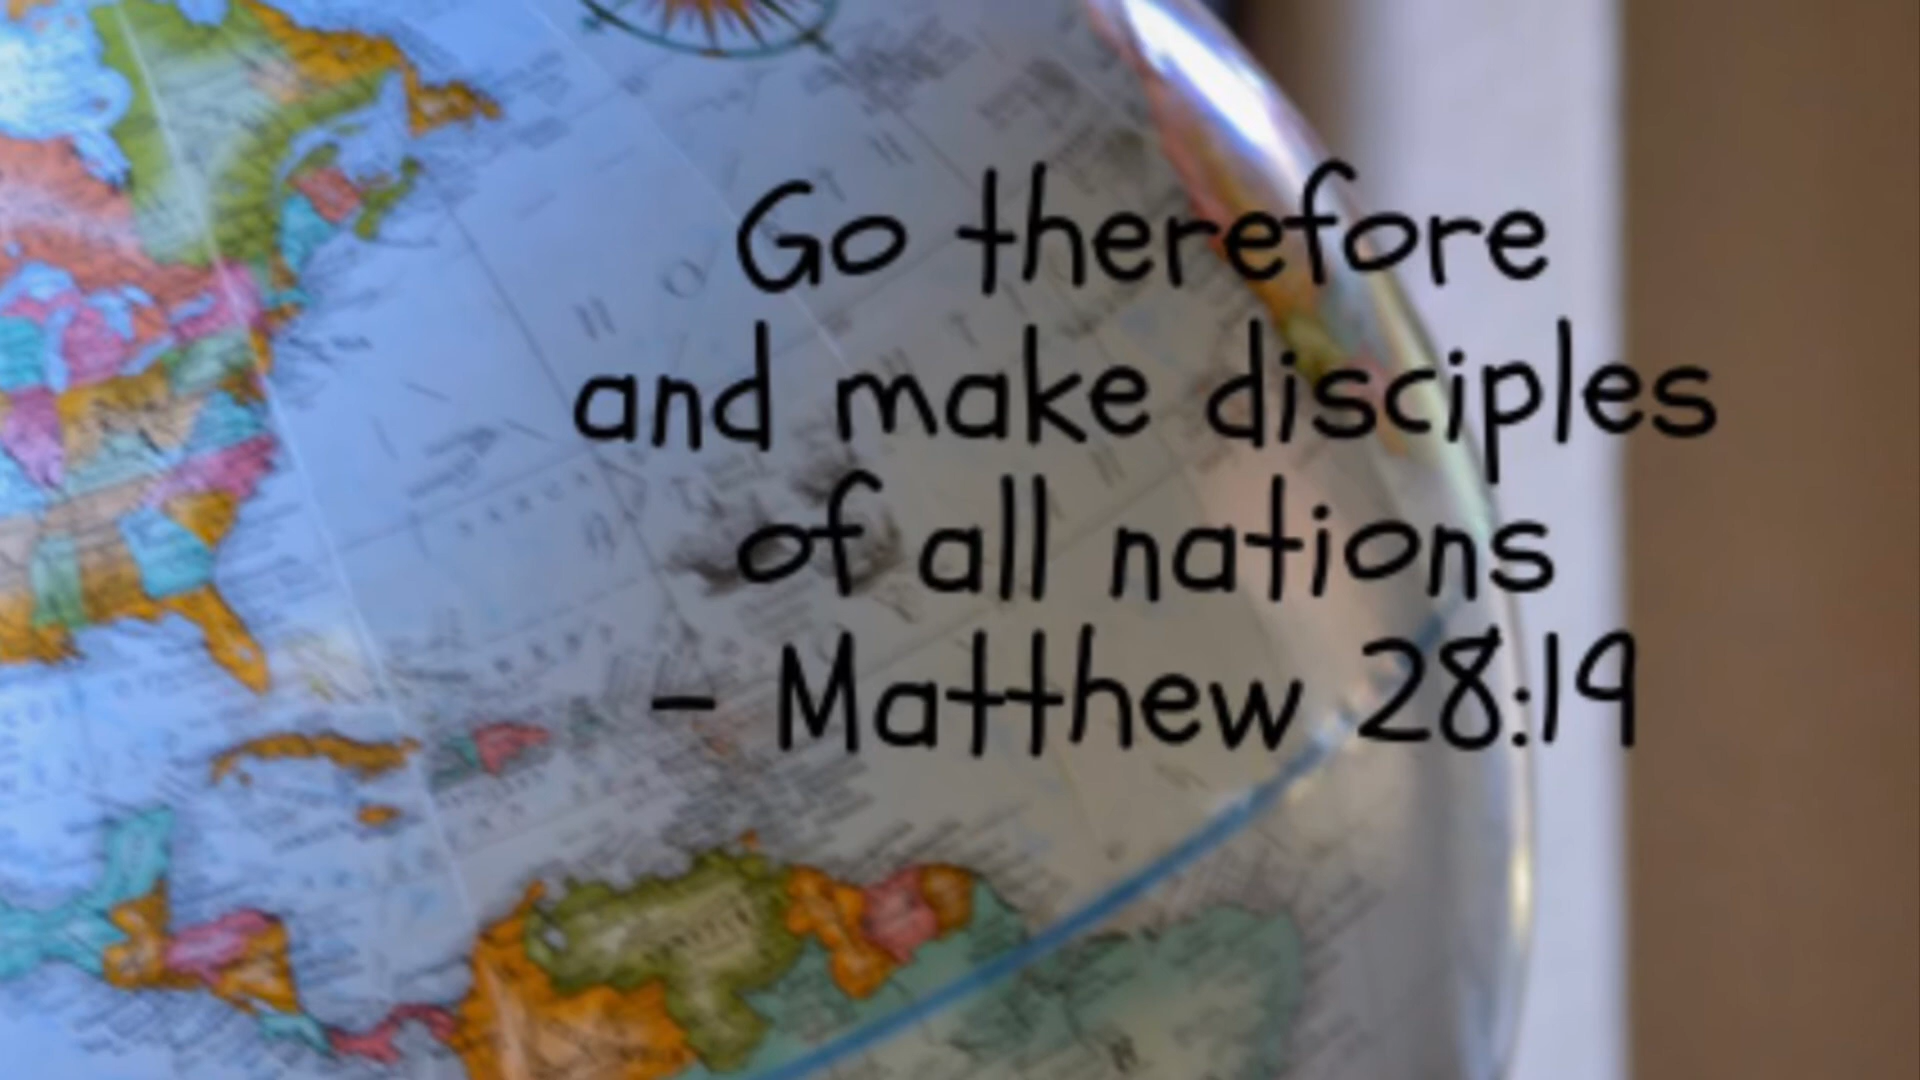 Go therefore
and make disciples
of all nations
– Matthew 28:19